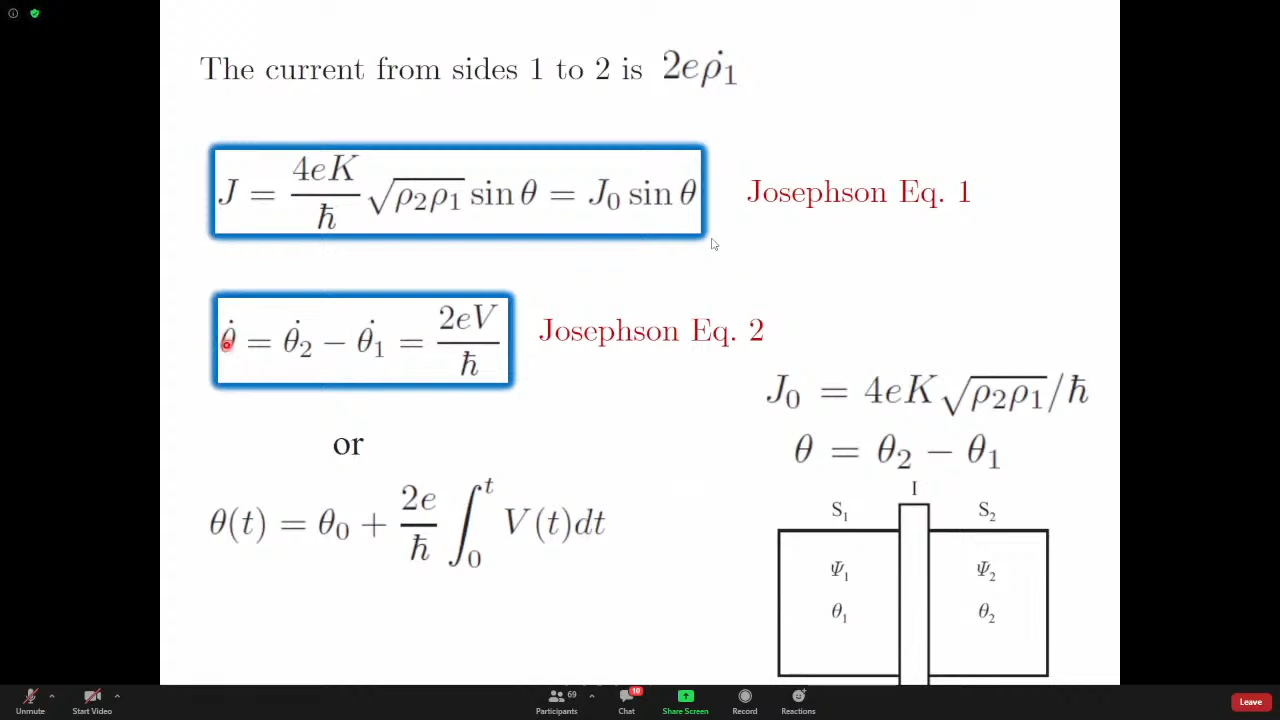 The current from sides 1 to 2 is 2eρ̇₁
J = 4eK/ħ √ρ₂ρ₁ sin θ = J₀ sin θ
Josephson Eq. 1
θ̇ = θ̇₂ − θ̇₁ = 2eV/ħ
Josephson Eq. 2
J₀ = 4eK√ρ₂ρ₁/ħ
or
θ = θ₂ − θ₁
θ(t) = θ₀ + 2e/ħ ∫₀ᵗ V(t)dt
I
S₁ S₂
Ψ₁ Ψ₂
θ₁ θ₂
69
10
Unmute Start Video Participants Chat Share Screen Record Reactions Leave